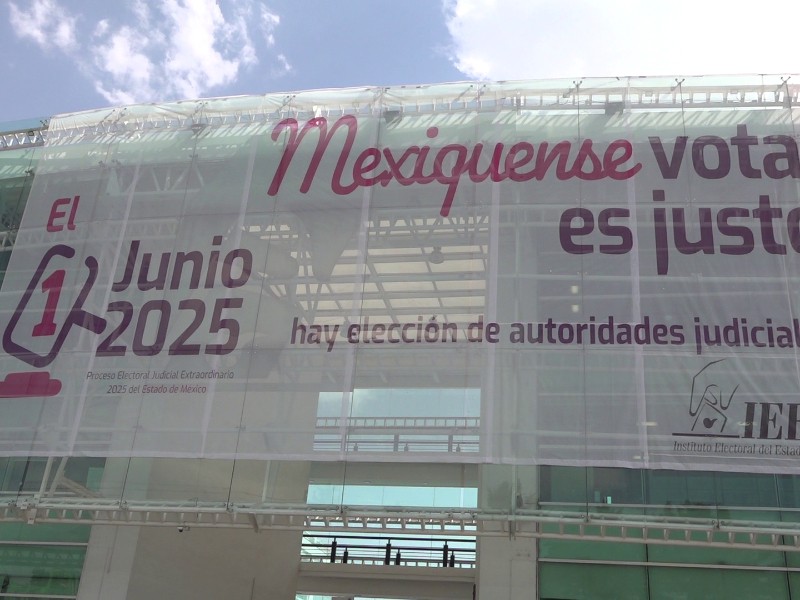 El
1
Junio
2025
Proceso Electoral Judicial Extraordinario
2025 del Estado de México
Mexiquense vota
es justo
hay elección de autoridades judicial
IEE
Instituto Electoral del Estad